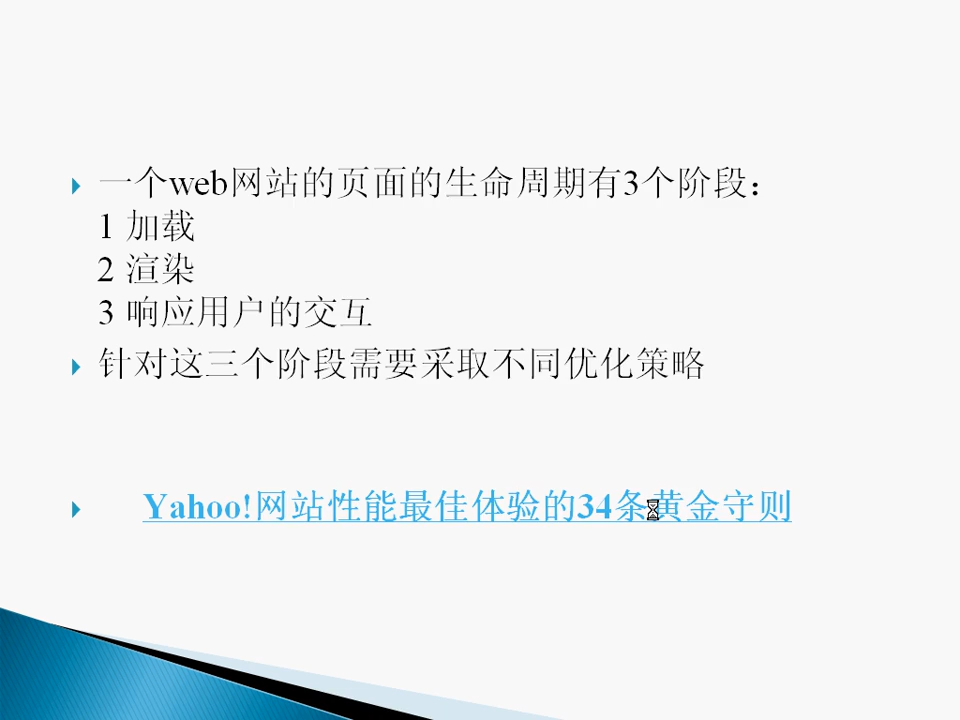 一个web网站的页面的生命周期有3个阶段：
1 加载
2 渲染
3 响应用户的交互
针对这三个阶段需要采取不同优化策略
Yahoo!网站性能最佳体验的34条黄金守则